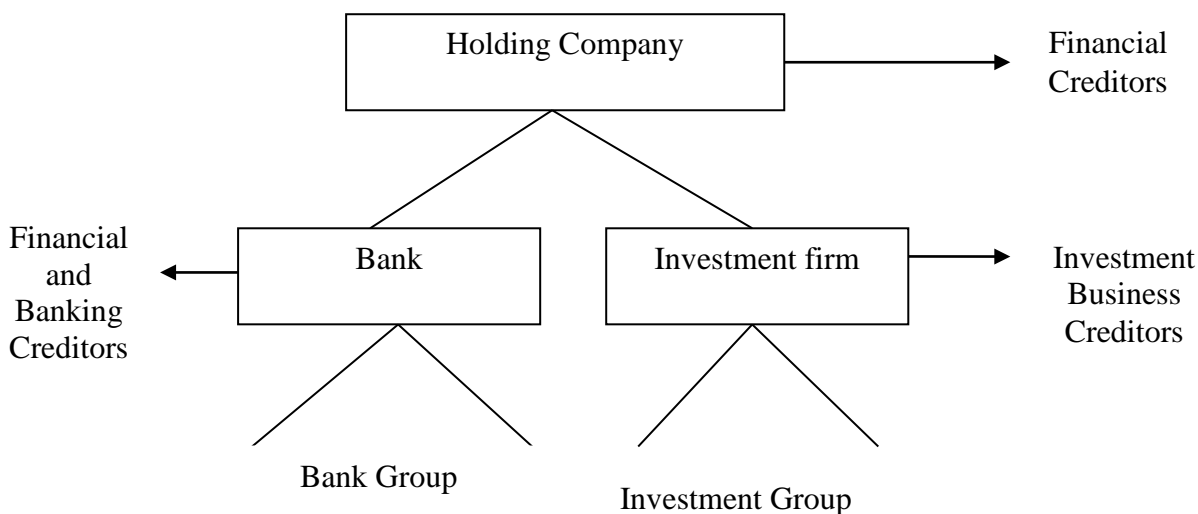 Holding Company
Financial
Creditors
Financial
and
Banking
Creditors
Bank
Investment firm
Investment
Business
Creditors
Bank Group
Investment Group